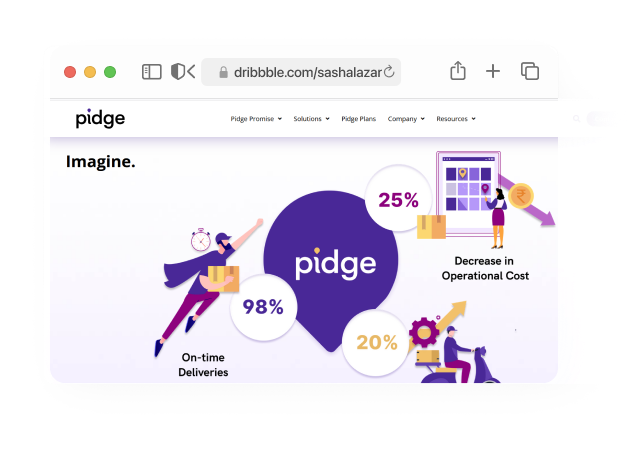 dribbble.com/sashalazar
pidge
Pidge Promise Solutions Pidge Plans Company Resources
Imagine.
25%
₹
Decrease in
Operational Cost
pidge
98%
20%
On-time
Deliveries